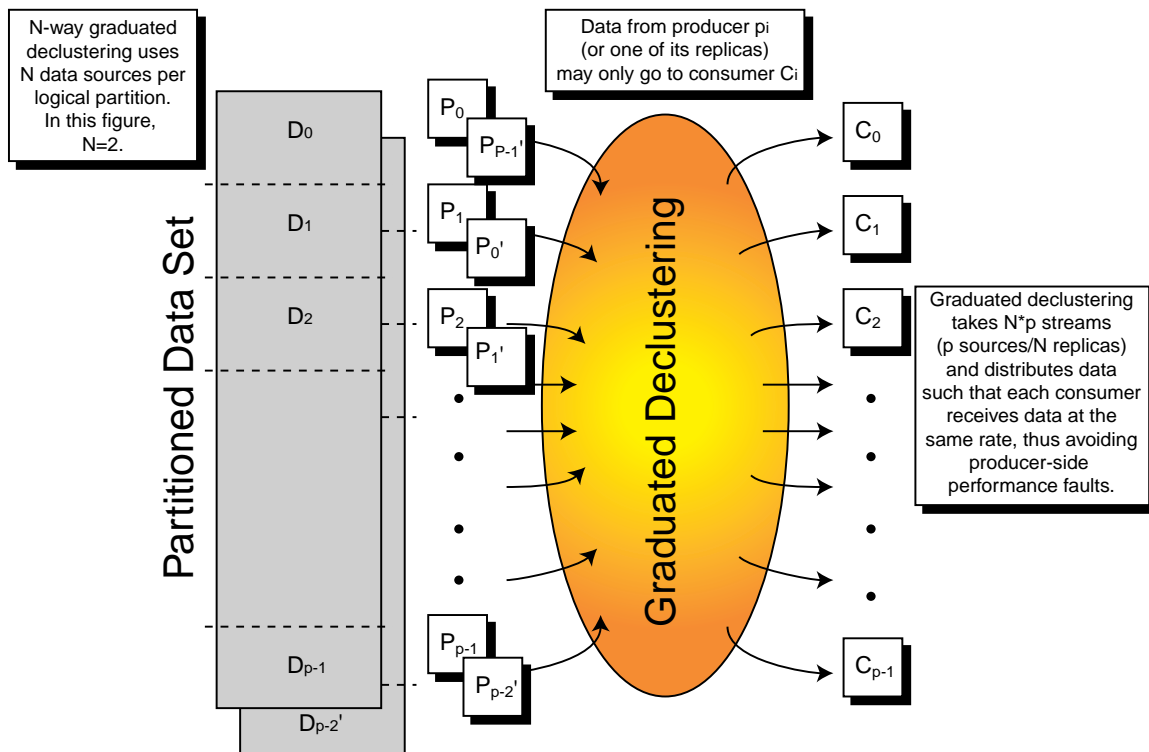 N-way graduated
declustering uses
N data sources per
logical partition.
In this figure,
N=2.
Data from producer pi
(or one of its replicas)
may only go to consumer Ci
Partitioned Data Set
D0
D1
D2
Dp-1
Dp-2'
P0
PP-1'
P1
P0'
P2
P1'
Pp-1
Pp-2'
Graduated Declustering
C0
C1
C2
Cp-1
Graduated declustering
takes N*p streams
(p sources/N replicas)
and distributes data
such that each consumer
receives data at the
same rate, thus avoiding
producer-side
performance faults.